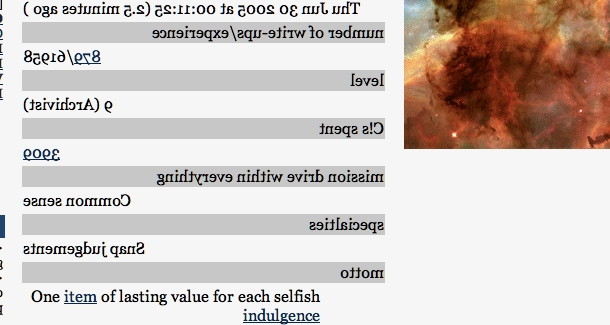 Thu Jun 30 2005 at 00:11:25 (2.5 minutes ago )
number of write-ups/experience
879/61958
level
9 (Archivist)
C!s spent
3909
mission drive within everything
Common sense
specialties
Snap judgements
motto
One item of lasting value for each selfish
indulgence